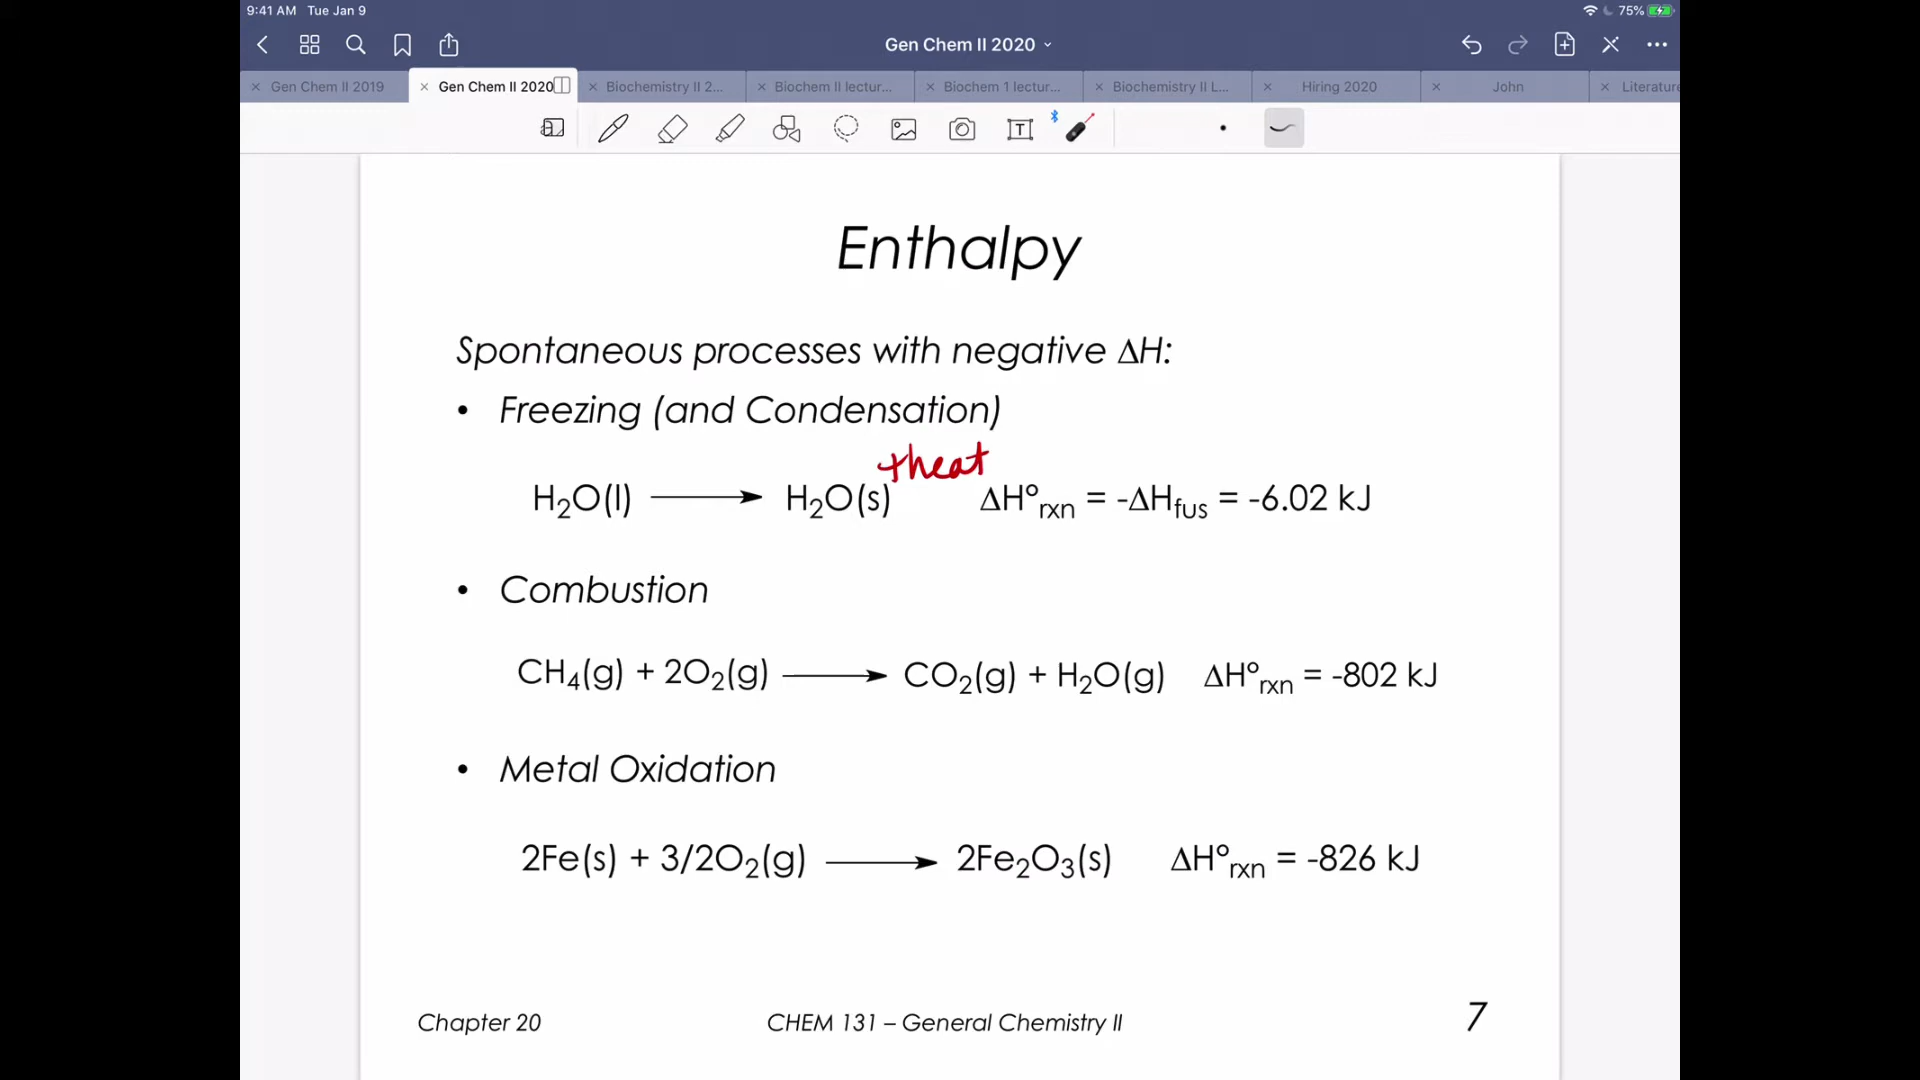 9:41 AM Tue Jan 9
75%
Gen Chem II 2020
Gen Chem II 2019
Gen Chem II 2020
Biochemistry II 2...
Biochem II lectur...
Biochem 1 lectur...
Biochemistry II L...
Hiring 2020
John
Literature
Enthalpy
Spontaneous processes with negative ΔH:
• Freezing (and Condensation)
+heat
H₂O(l) → H₂O(s) ΔH°rxn = -ΔHfus = -6.02 kJ
• Combustion
CH₄(g) + 2O₂(g) → CO₂(g) + H₂O(g) ΔH°rxn = -802 kJ
• Metal Oxidation
2Fe(s) + 3/2O₂(g) → 2Fe₂O₃(s) ΔH°rxn = -826 kJ
Chapter 20 CHEM 131 – General Chemistry II 7